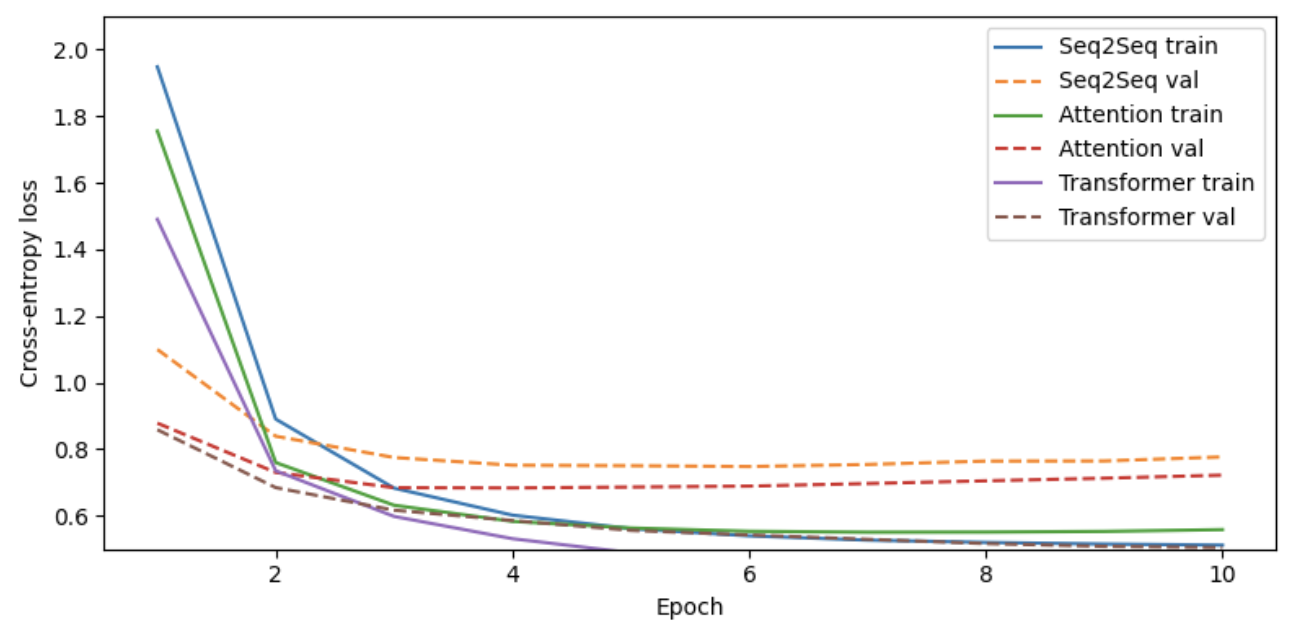 2.0
1.8
1.6
1.4
1.2
1.0
0.8
0.6
Cross-entropy loss
Seq2Seq train
Seq2Seq val
Attention train
Attention val
Transformer train
Transformer val
2 4 6 8 10
Epoch